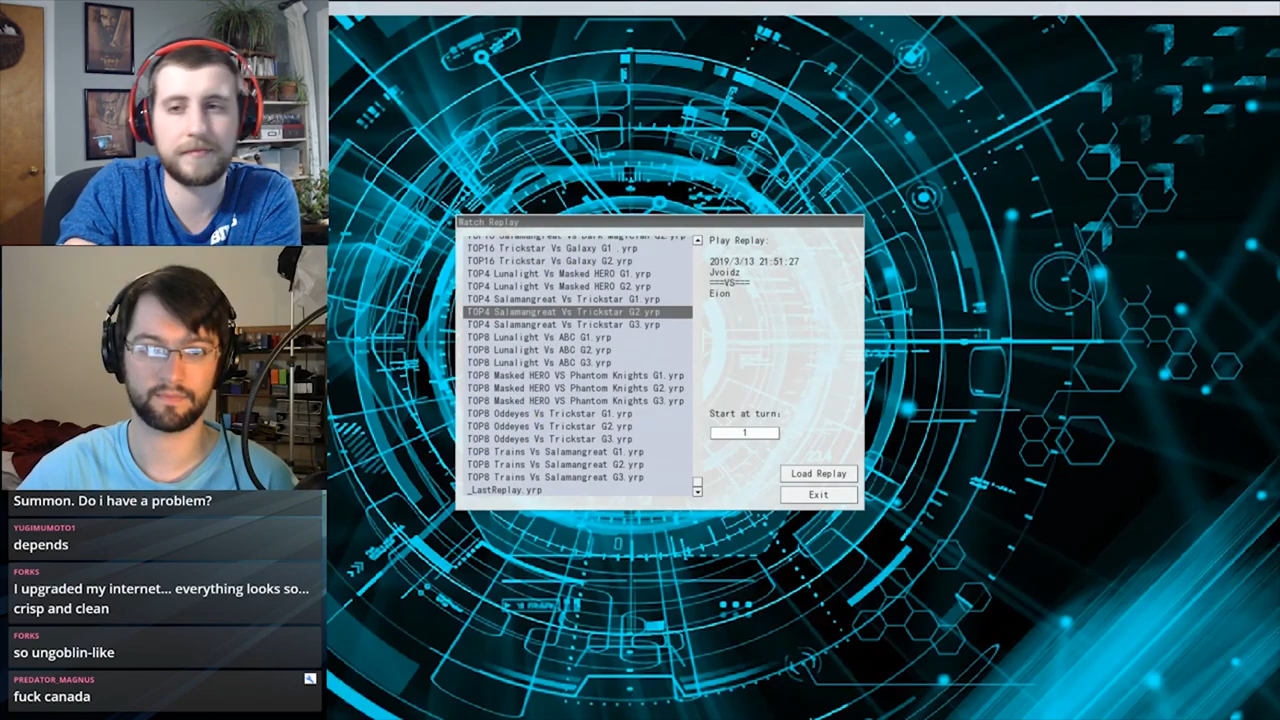 Summon. Do i have a problem?
YUGIMUMOTO1
depends
FORKS
I upgraded my internet... everything looks so...
crisp and clean
FORKS
so ungoblin-like
PREDATOR_MAGNUS
fuck canada
Watch Replay
TOP16 Salamangreat Vs Dark Magician G2.yrp
TOP16 Trickstar Vs Galaxy G1 .yrp
TOP16 Trickstar Vs Galaxy G2.yrp
TOP4 Lunalight Vs Masked HERO G1.yrp
TOP4 Lunalight Vs Masked HERO G2.yrp
TOP4 Salamangreat Vs Trickstar G1.yrp
TOP4 Salamangreat Vs Trickstar G2.yrp
TOP4 Salamangreat Vs Trickstar G3.yrp
TOP8 Lunalight Vs ABC G1.yrp
TOP8 Lunalight Vs ABC G2.yrp
TOP8 Lunalight Vs ABC G3.yrp
TOP8 Masked HERO VS Phantom Knights G1.yrp
TOP8 Masked HERO VS Phantom Knights G2.yrp
TOP8 Masked HERO VS Phantom Knights G3.yrp
TOP8 Oddeyes Vs Trickstar G1.yrp
TOP8 Oddeyes Vs Trickstar G2.yrp
TOP8 Oddeyes Vs Trickstar G3.yrp
TOP8 Trains Vs Salamangreat G1.yrp
TOP8 Trains Vs Salamangreat G2.yrp
TOP8 Trains Vs Salamangreat G3.yrp
_LastReplay.yrp
Play Replay:
2019/3/13 21:51:27
Jvoidz
===VS===
Eion
Start at turn:
1
Load Replay
Exit